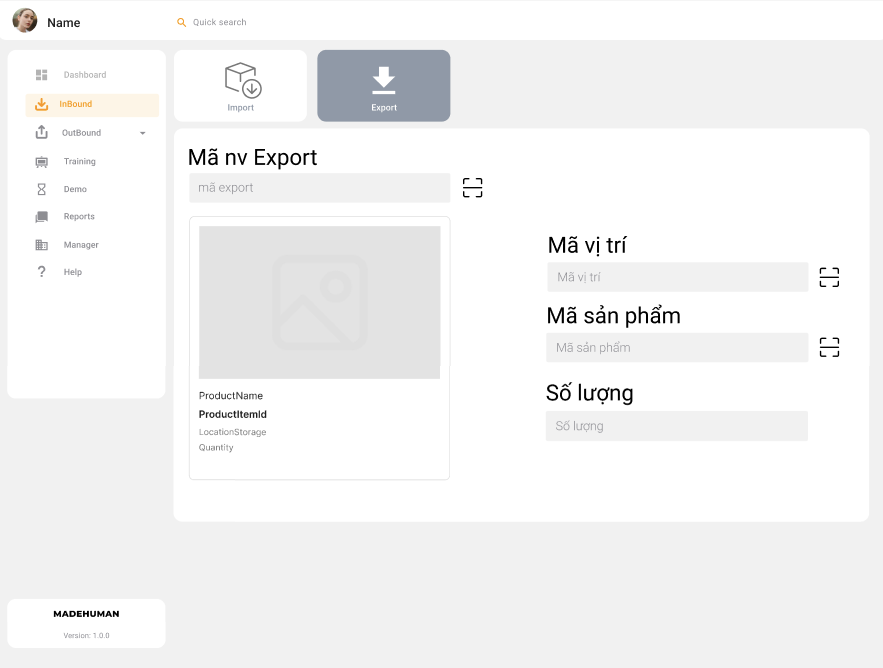 Name
Quick search
Dashboard
InBound
OutBound
Training
Demo
Reports
Manager
Help
MADEHUMAN
Version: 1.0.0
Import
Export
Mã nv Export
mã export
ProductName
ProductItemId
LocationStorage
Quantity
Mã vị trí
Mã vị trí
Mã sản phẩm
Mã sản phẩm
Số lượng
Số lượng